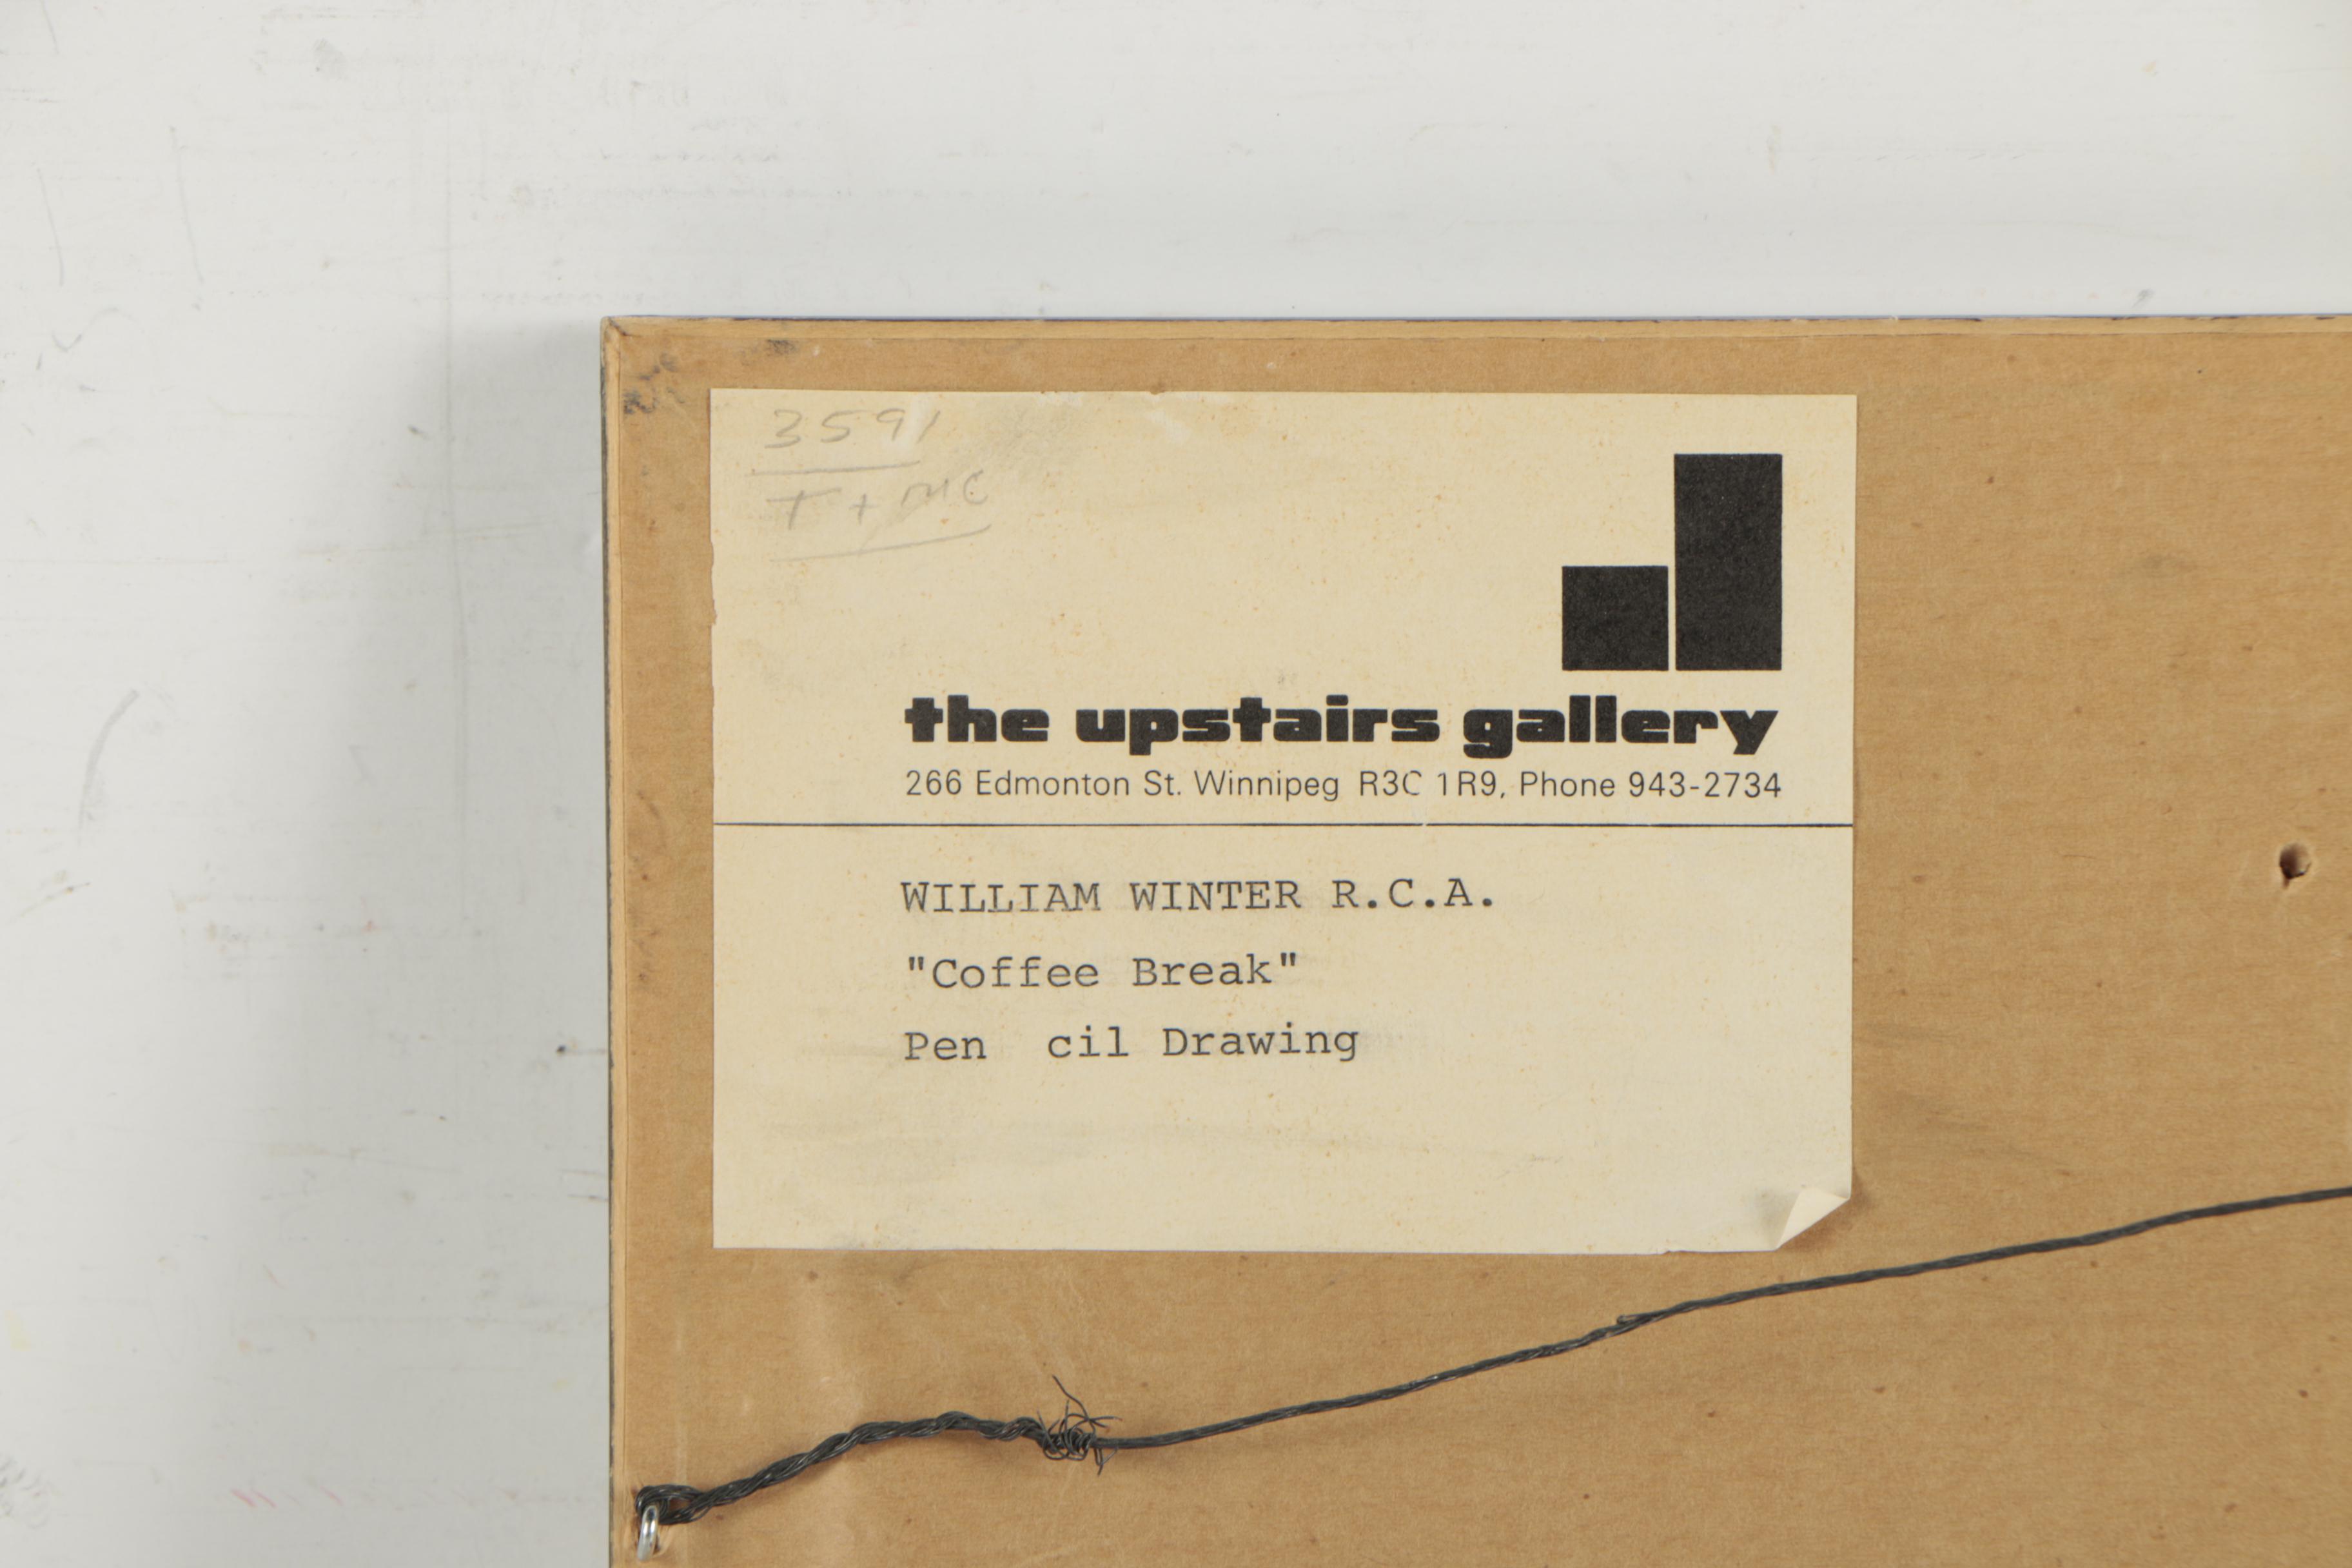 3591
the upstairs gallery
266 Edmonton St. Winnipeg R3C 1R9, Phone 943-2734
WILLIAM WINTER R.C.A.
"Coffee Break"
Pen cil Drawing